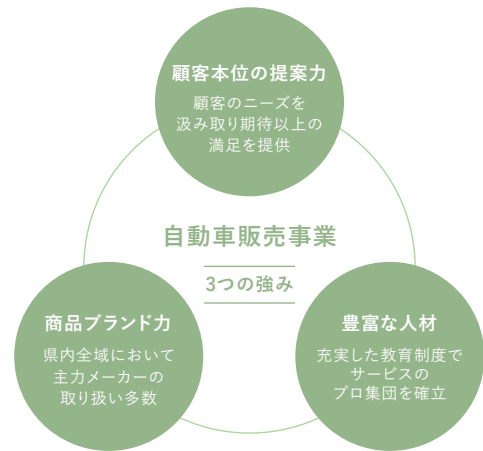 顧客本位の提案力
顧客のニーズを
汲み取り期待以上の
満足を提供
自動車販売事業
3つの強み
商品ブランド力
県内全域において
主力メーカーの
取り扱い多数
豊富な人材
充実した教育制度で
サービスの
プロ集団を確立